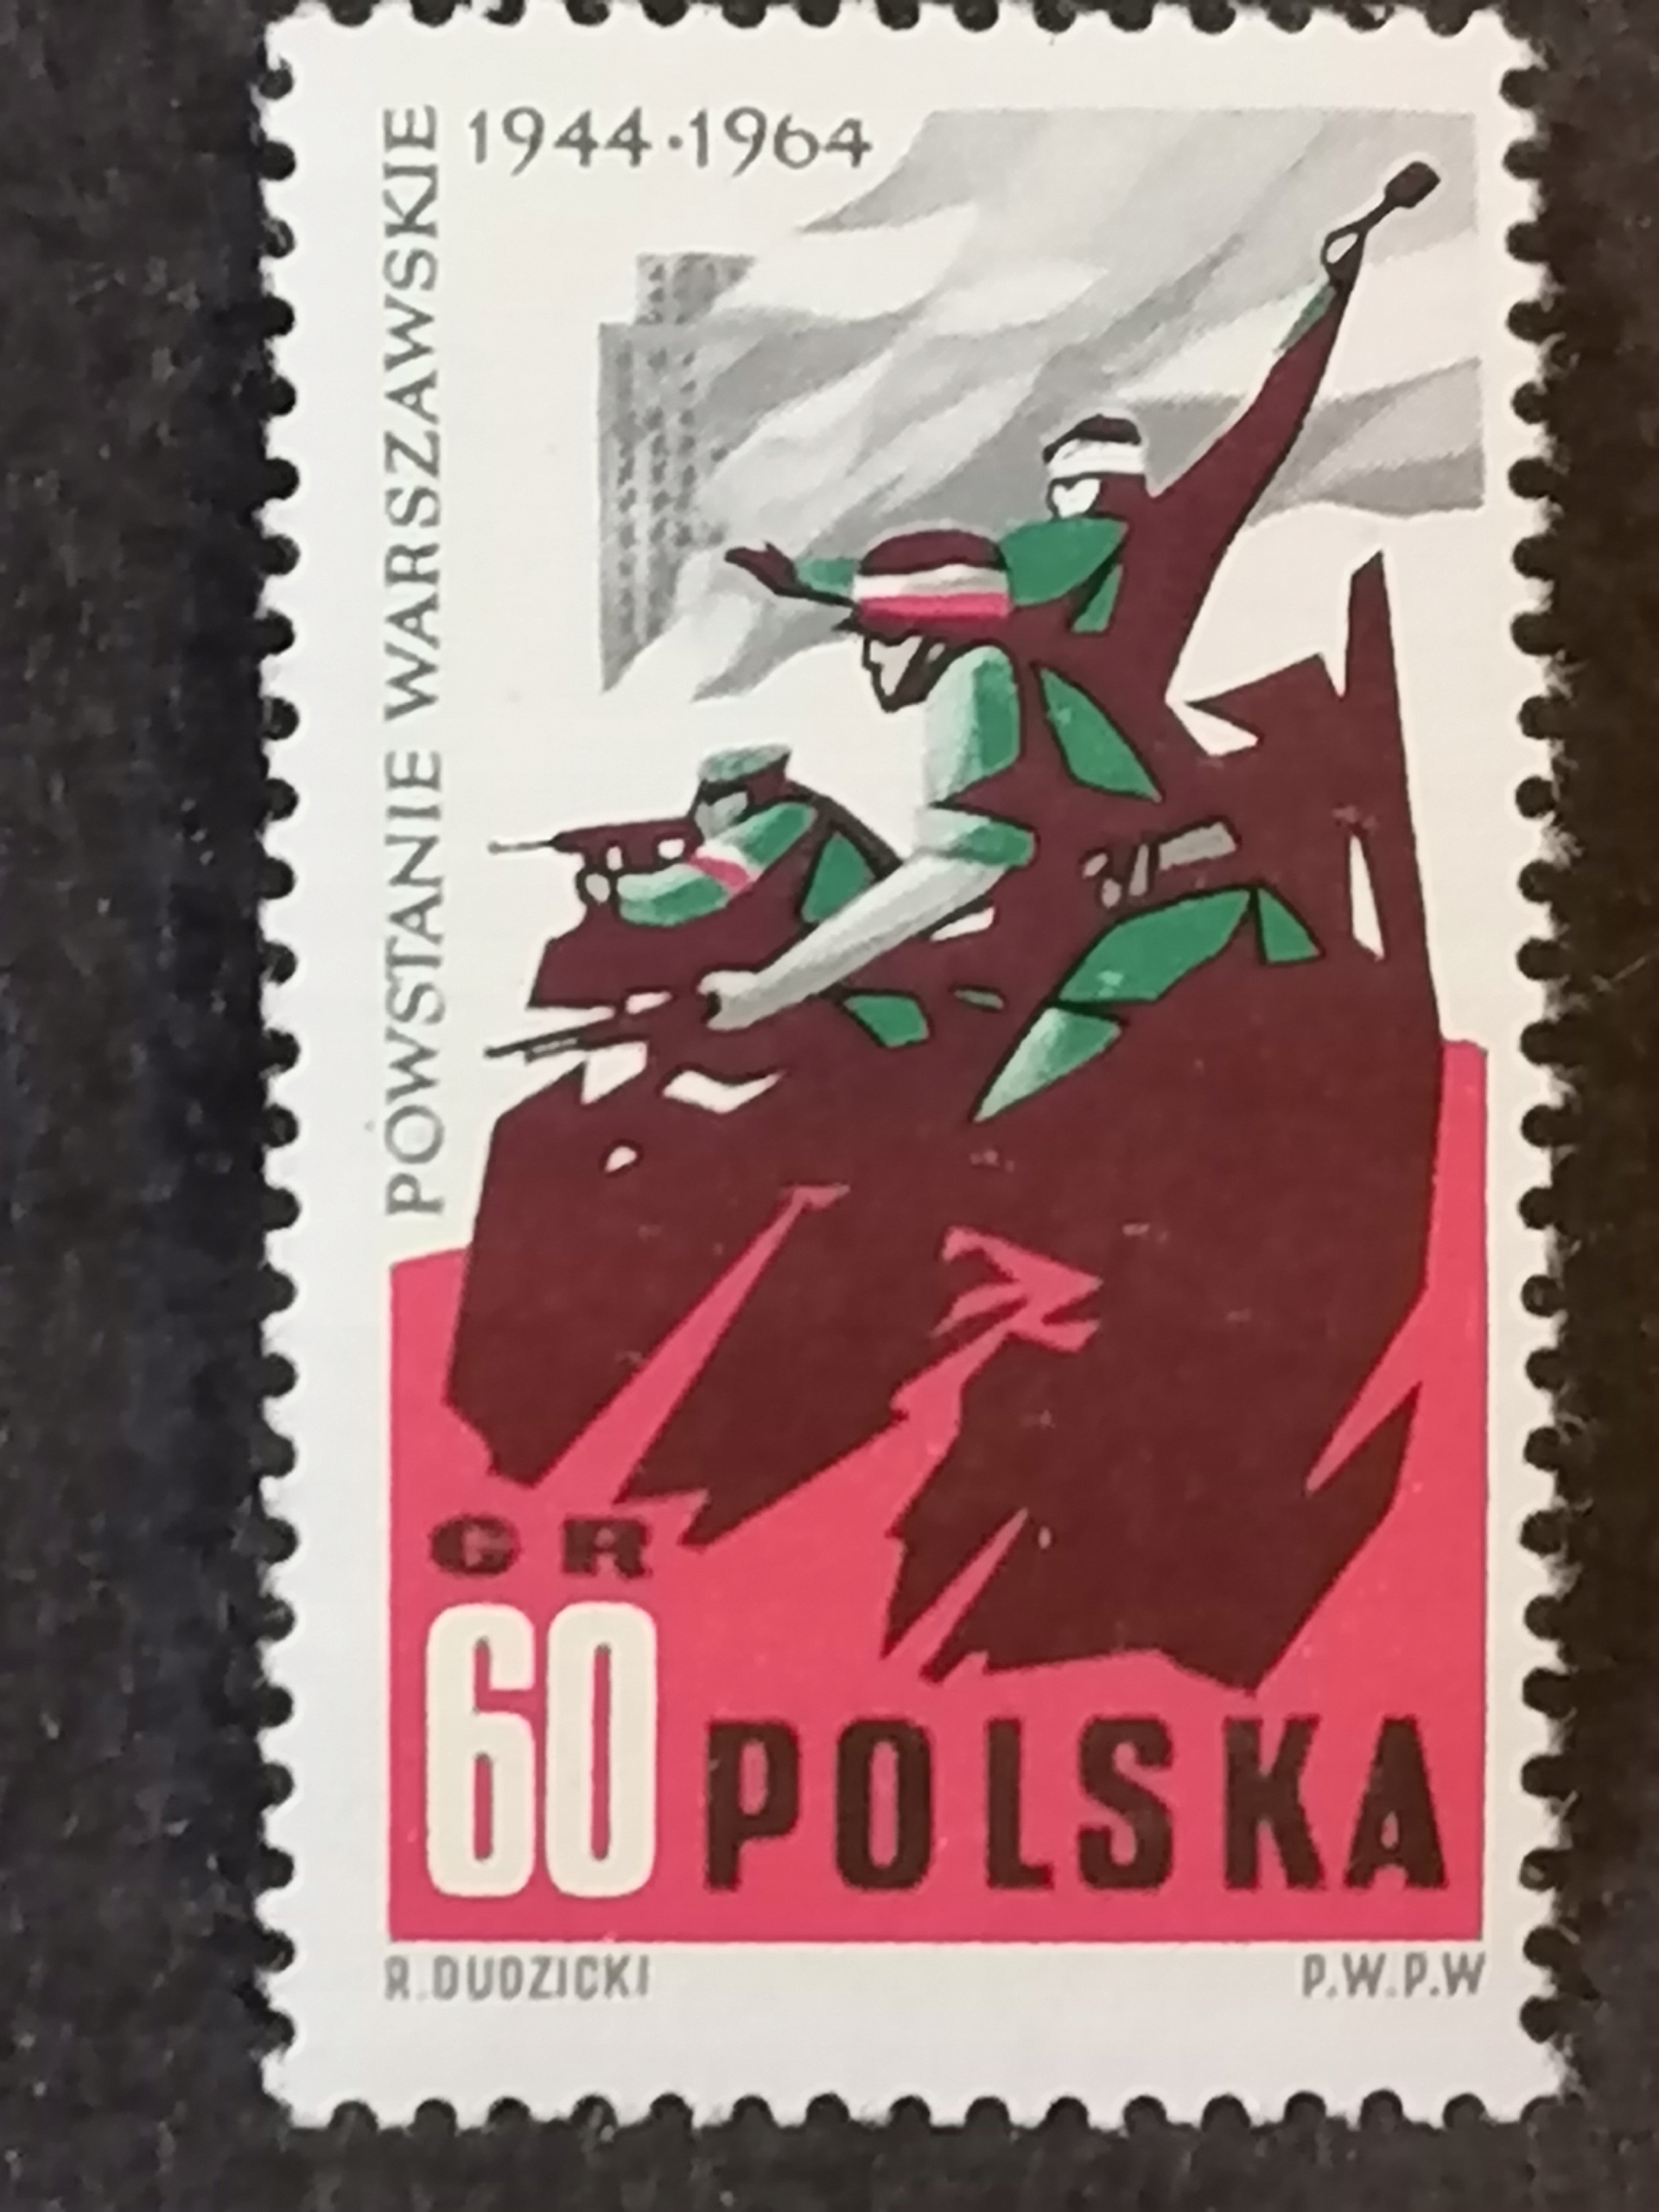 POWSTANIE WARSZAWSKIE
1944·1964
GR
60 POLSKA
R.DUDZICKI P.W.P.W